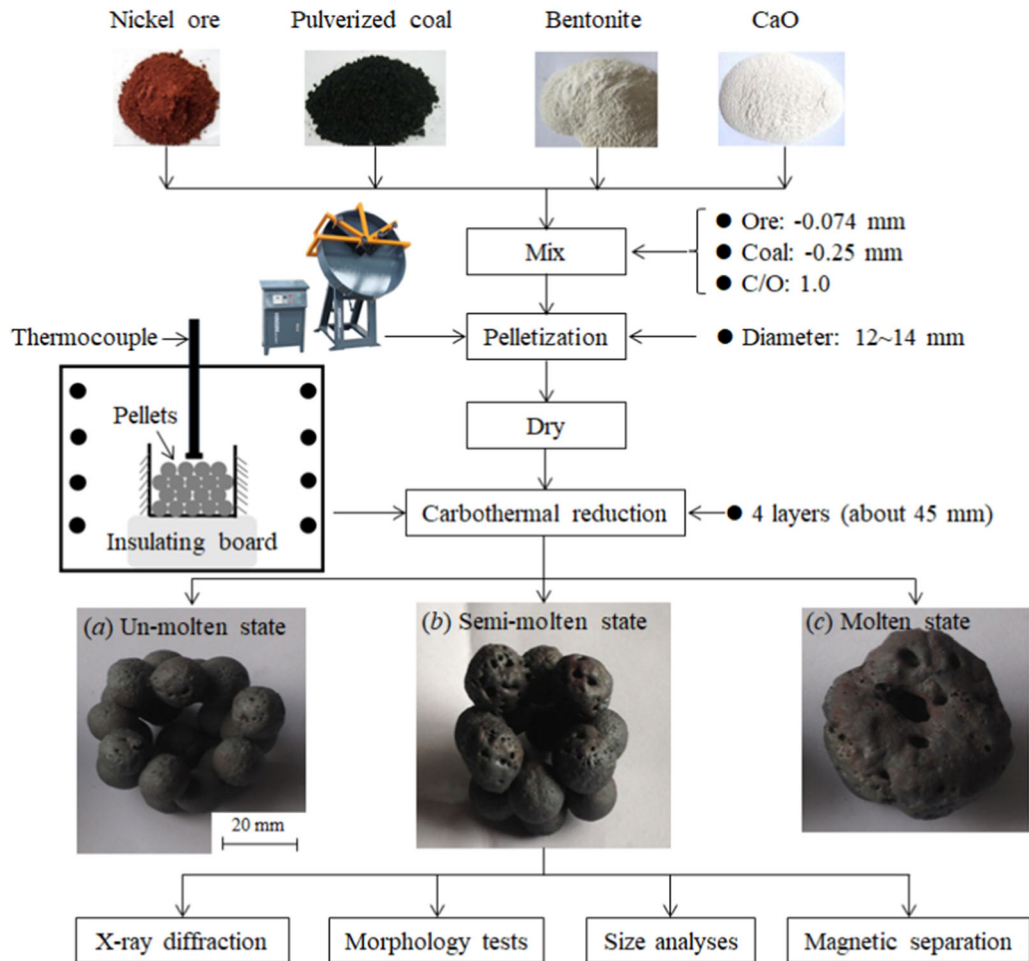 Nickel ore
Pulverized coal
Bentonite
CaO
Mix
● Ore: -0.074 mm
● Coal: -0.25 mm
● C/O: 1.0
Thermocouple
Pelletization
● Diameter: 12~14 mm
Pellets
Dry
Insulating board
Carbothermal reduction
● 4 layers (about 45 mm)
(a) Un-molten state
(b) Semi-molten state
(c) Molten state
20 mm
X-ray diffraction
Morphology tests
Size analyses
Magnetic separation